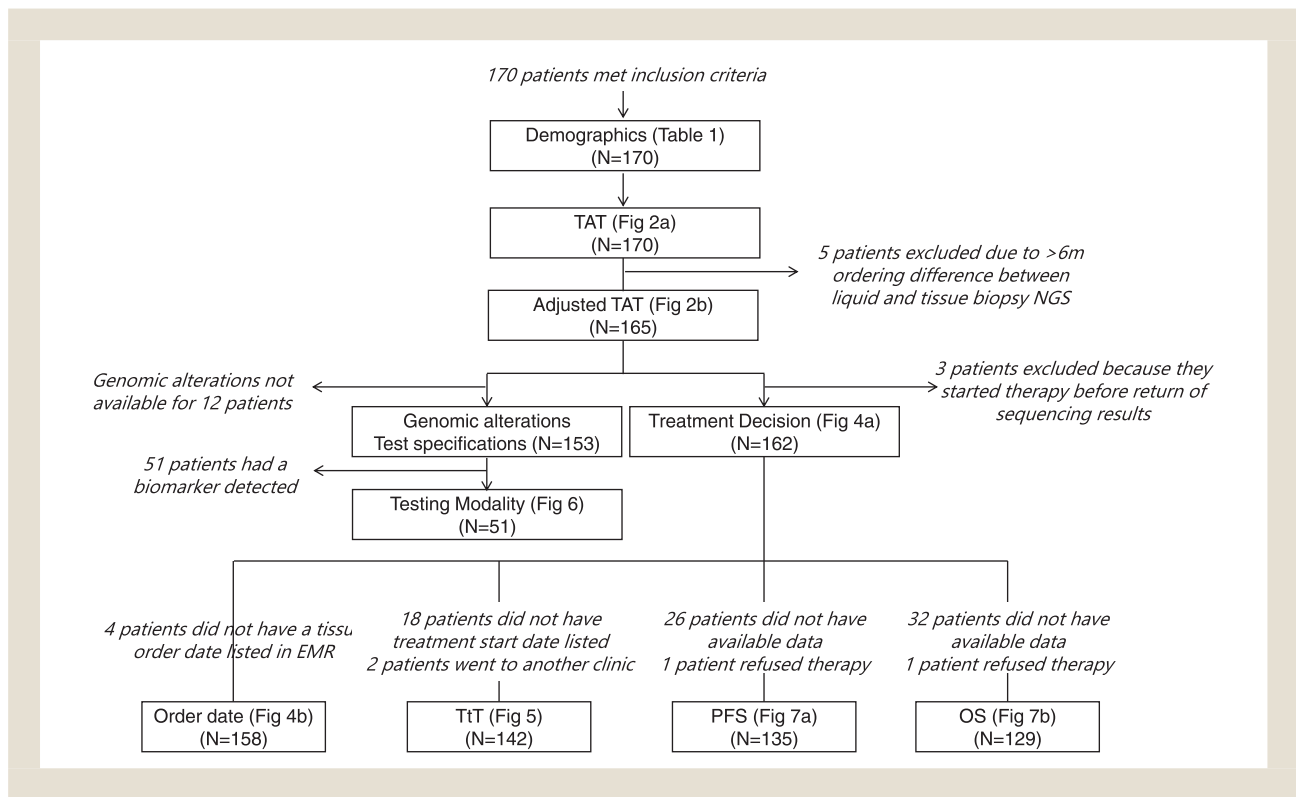 170 patients met inclusion criteria
Demographics (Table 1)
(N=170)
TAT (Fig 2a)
(N=170)
5 patients excluded due to >6m
ordering difference between
liquid and tissue biopsy NGS
Adjusted TAT (Fig 2b)
(N=165)
Genomic alterations not
available for 12 patients
3 patients excluded because they
started therapy before return of
sequencing results
Genomic alterations
Test specifications (N=153)
Treatment Decision (Fig 4a)
(N=162)
51 patients had a
biomarker detected
Testing Modality (Fig 6)
(N=51)
4 patients did not have a tissu
order date listed in EMR
18 patients did not have
treatment start date listed
2 patients went to another clinic
26 patients did not have
available data
1 patient refused therapy
32 patients did not have
available data
1 patient refused therapy
Order date (Fig 4b)
(N=158)
TtT (Fig 5)
(N=142)
PFS (Fig 7a)
(N=135)
OS (Fig 7b)
(N=129)